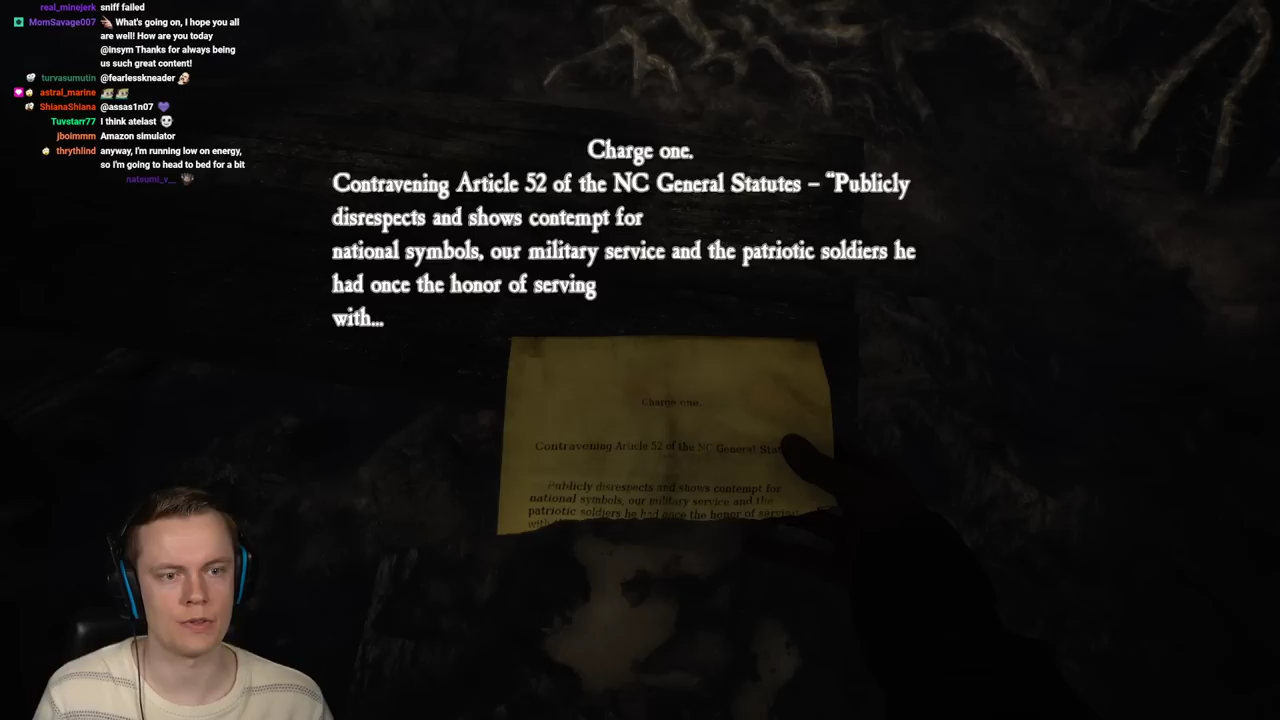 real_minejerk sniff failed
MomSavage007 What's going on, I hope you all
are well! How are you today
@Insym Thanks for always being
us such great content!
turvasumutin @fearlesskneader
astral_marine
ShianaShiana @assas1n07
Tuvstarr77 I think atelast
jboimmm Amazon simulator
thrythlind anyway, I'm running low on energy,
so I'm going to head to bed for a bit
natsumi_v__
Charge one.
Contravening Article 52 of the NC General Statutes – “Publicly
disrespects and shows contempt for
national symbols, our military service and the patriotic soldiers he
had once the honor of serving
with...
Charge one.
Contravening Article 52 of the NC General Stat
Publicly disrespects and shows contempt for
national symbols, our military service and the
patriotic soldiers he had once the honor of serving
with